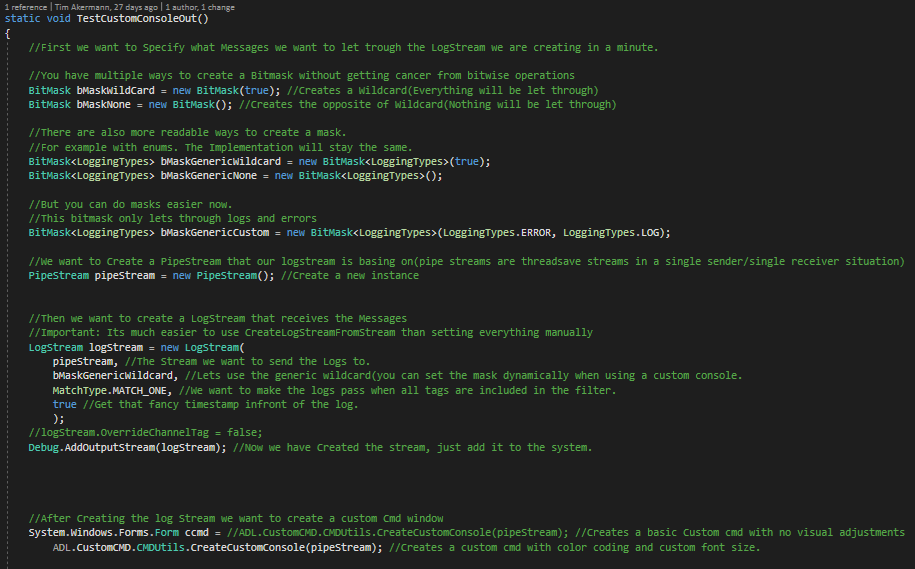 1 reference | Tim Akermann, 27 days ago | 1 author, 1 change
static void TestCustomConsoleOut()
{
//First we want to Specify what Messages we want to let trough the LogStream we are creating in a minute.
//You have multiple ways to create a Bitmask without getting cancer from bitwise operations
BitMask bMaskWildCard = new BitMask(true); //Creates a Wildcard(Everything will be let through)
BitMask bMaskNone = new BitMask(); //Creates the opposite of Wildcard(Nothing will be let through)
//There are also more readable ways to create a mask.
//For example with enums. The Implementation will stay the same.
BitMask<LoggingTypes> bMaskGenericWildcard = new BitMask<LoggingTypes>(true);
BitMask<LoggingTypes> bMaskGenericNone = new BitMask<LoggingTypes>();
//But you can do masks easier now.
//This bitmask only lets through logs and errors
BitMask<LoggingTypes> bMaskGenericCustom = new BitMask<LoggingTypes>(LoggingTypes.ERROR, LoggingTypes.LOG);
//We want to Create a PipeStream that our logstream is basing on(pipe streams are threadsave streams in a single sender/single receiver situation)
PipeStream pipeStream = new PipeStream(); //Create a new instance
//Then we want to create a LogStream that receives the Messages
//Important: Its much easier to use CreateLogStreamFromStream than setting everything manually
LogStream logStream = new LogStream(
pipeStream, //The Stream we want to send the Logs to.
bMaskGenericWildcard, //Lets use the generic wildcard(you can set the mask dynamically when using a custom console.
MatchType.MATCH_ONE, //We want to make the logs pass when all tags are included in the filter.
true //Get that fancy timestamp infront of the log.
);
//logStream.OverrideChannelTag = false;
Debug.AddOutputStream(logStream); //Now we have Created the stream, just add it to the system.
//After Creating the log Stream we want to create a custom Cmd window
System.Windows.Forms.Form ccmd = //ADL.CustomCMD.CMDUtils.CreateCustomConsole(pipeStream); //Creates a basic Custom cmd with no visual adjustments
ADL.CustomCMD.CMDUtils.CreateCustomConsole(pipeStream); //Creates a custom cmd with color coding and custom font size.